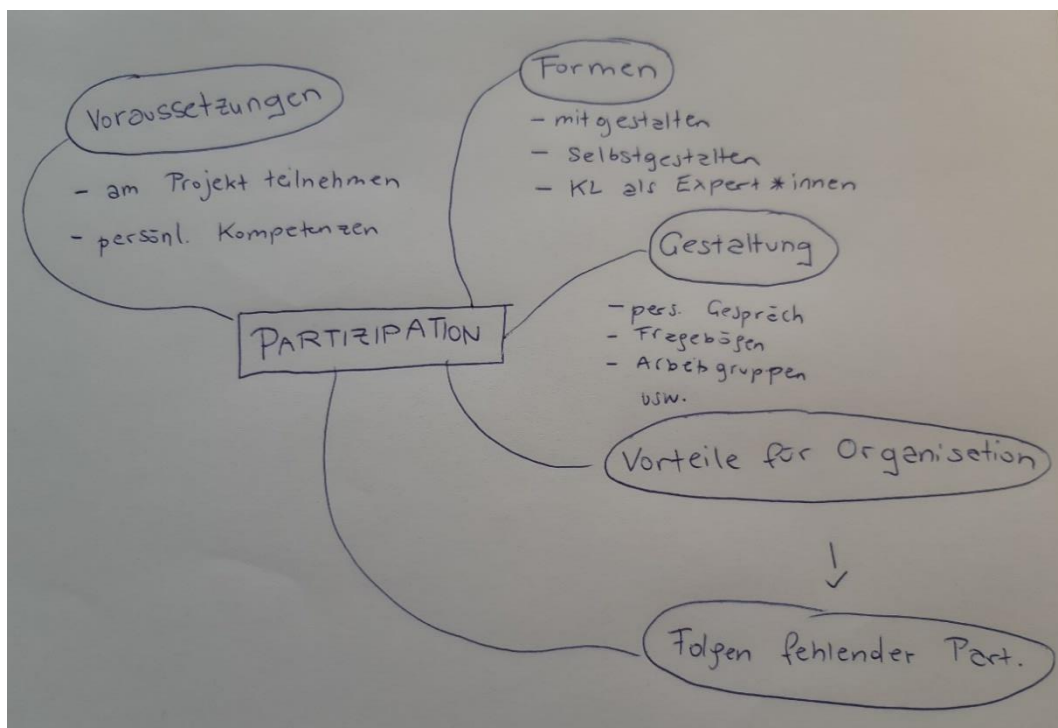 Voraussetzungen
- am Projekt teilnehmen
- persönl. Kompetenzen
Formen
- mitgestalten
- Selbstgestalten
- KL als Expert*innen
Gestaltung
- pers. Gespräch
- Fragebögen
- Arbeitsgruppen
usw.
PARTIZIPATION
Vorteile für Organisation
Folgen fehlender Part.